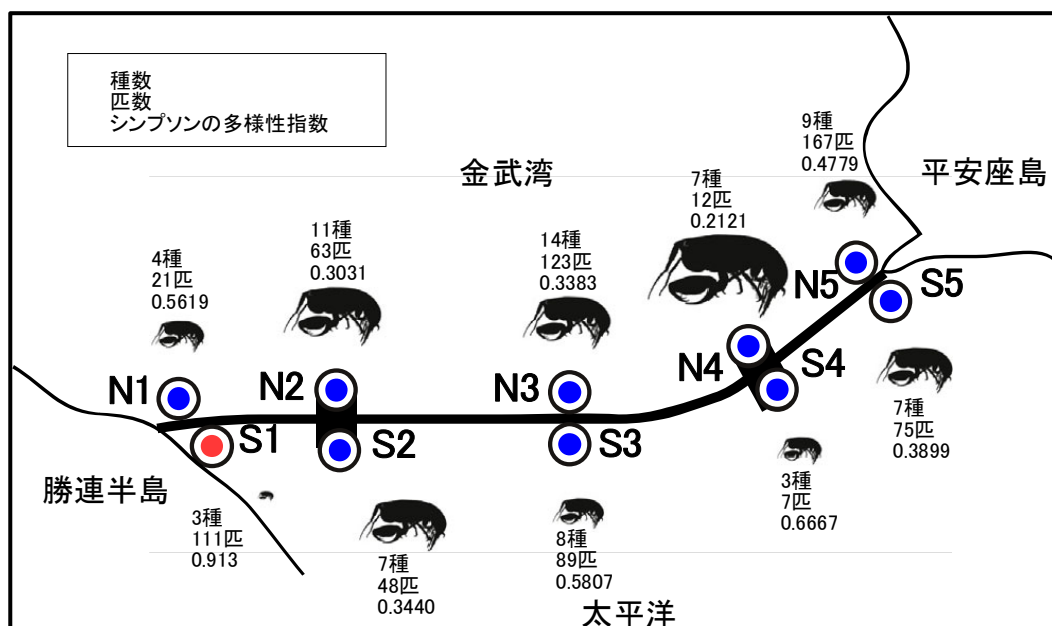 種数
匹数
シンプソンの多様性指数
金武湾
平安座島
9種
167匹
0.4779
7種
12匹
0.2121
11種
63匹
0.3031
14種
123匹
0.3383
4種
21匹
0.5619
N1
N2
N3
N4
N5
S1
S2
S3
S4
S5
勝連半島
3種
111匹
0.913
7種
48匹
0.3440
8種
89匹
0.5807
3種
7匹
0.6667
7種
75匹
0.3899
太平洋